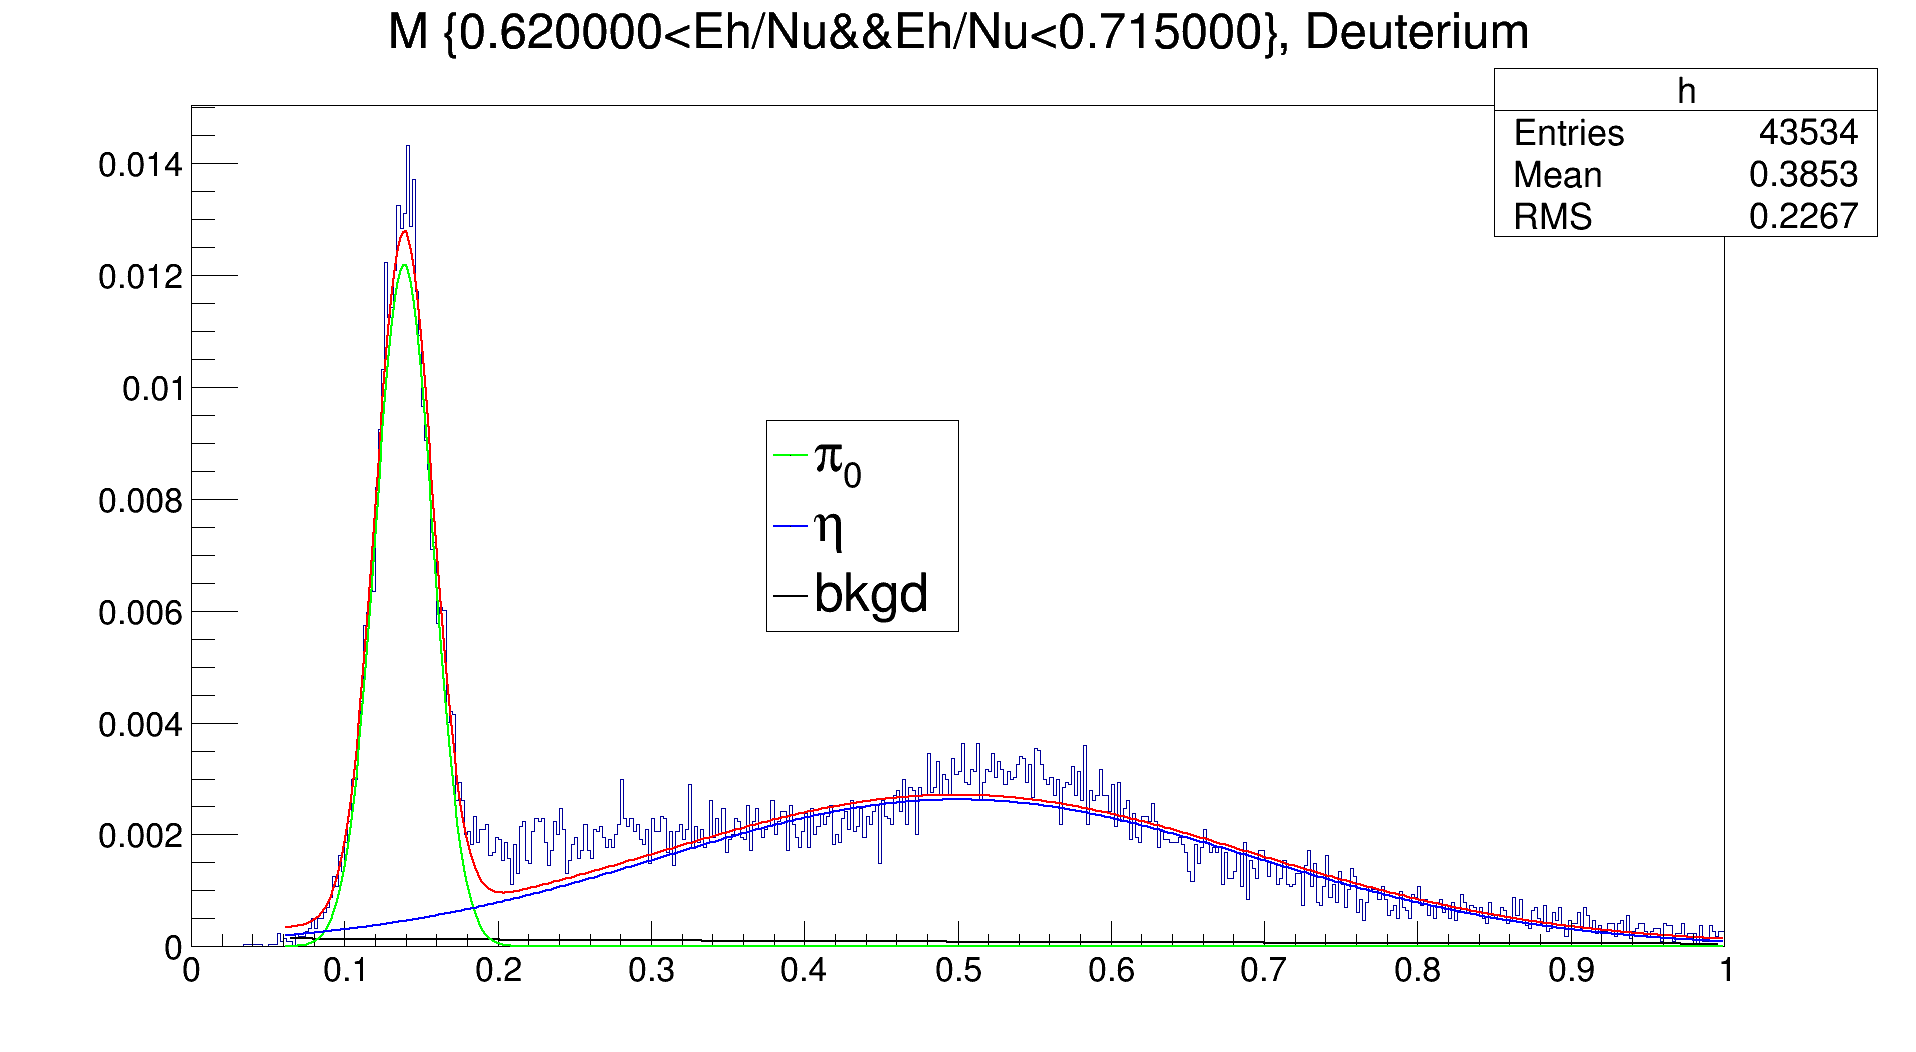 M {0.620000<Eh/Nu&&Eh/Nu<0.715000}, Deuterium
h
Entries 43534
Mean 0.3853
RMS 0.2267
0.014
0.012
0.01
0.008
0.006
0.004
0.002
0
π0
η
bkgd
0 0.1 0.2 0.3 0.4 0.5 0.6 0.7 0.8 0.9 1